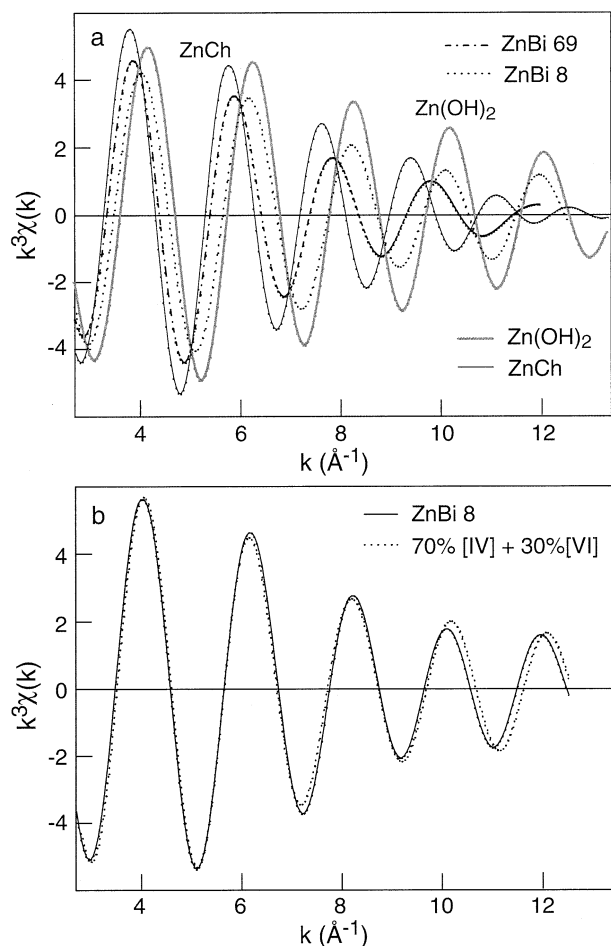 a
ZnCh
ZnBi 69
ZnBi 8
Zn(OH)₂
Zn(OH)₂
ZnCh
4
2
0
-2
-4
k³χ(k)
4 6 8 10 12
k (Å⁻¹)
b
ZnBi 8
70% [IV] + 30%[VI]
4
2
0
-2
-4
k³χ(k)
4 6 8 10 12
k (Å⁻¹)